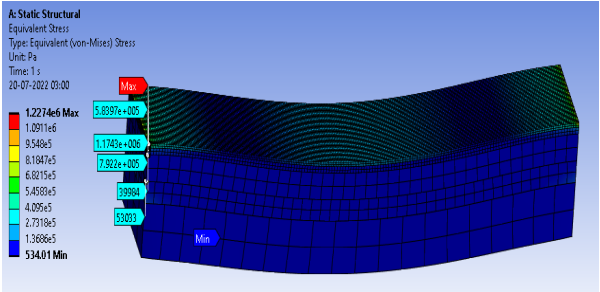 A: Static Structural
Equivalent Stress
Type: Equivalent (von-Mises) Stress
Unit: Pa
Time: 1 s
20-07-2022 03:00
1.2274e6 Max
1.0911e6
9.548e5
8.1847e5
6.8215e5
5.4583e5
4.095e5
2.7318e5
1.3686e5
534.01 Min
Max
5.8397e+005
1.1743e+006
7.922e+005
39984
53033
Min